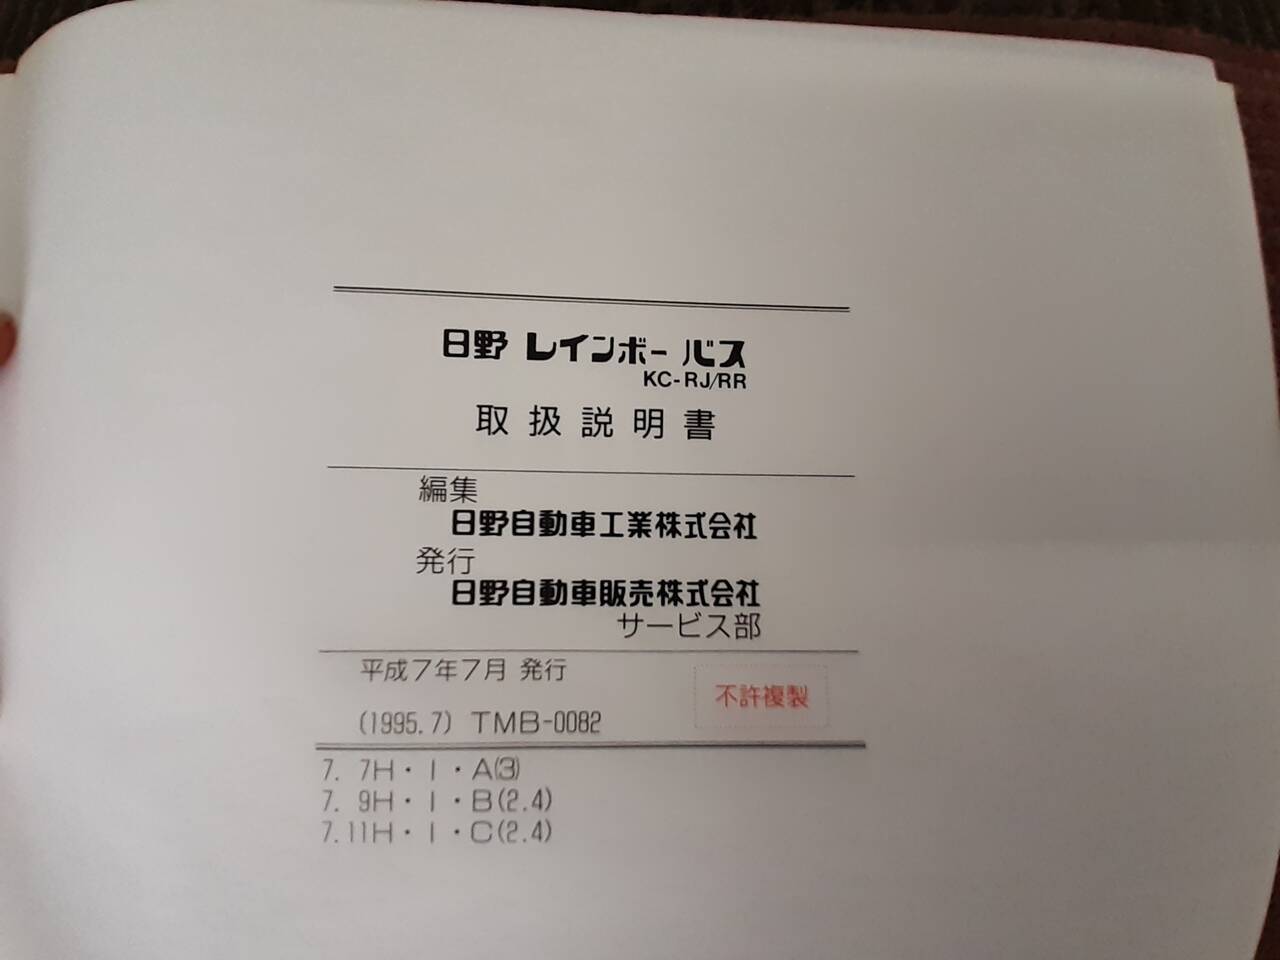 日野 レインボー バス
KC-RJ/RR
取扱説明書
編集
日野自動車工業株式会社
発行
日野自動車販売株式会社
サービス部
平成7年7月 発行
不許複製
(1995.7) TMB-0082
7. 7H・I・A(3)
7. 9H・I・B(2.4)
7.11H・I・C(2.4)